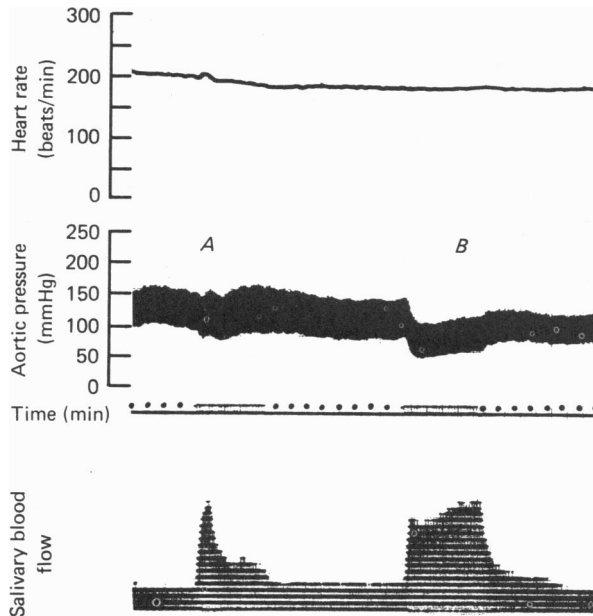 Heart rate
(beats/min)
300
200
100
0
A
B
Aortic pressure
(mmHg)
250
200
150
100
50
0
Time (min)
Salivary blood
flow